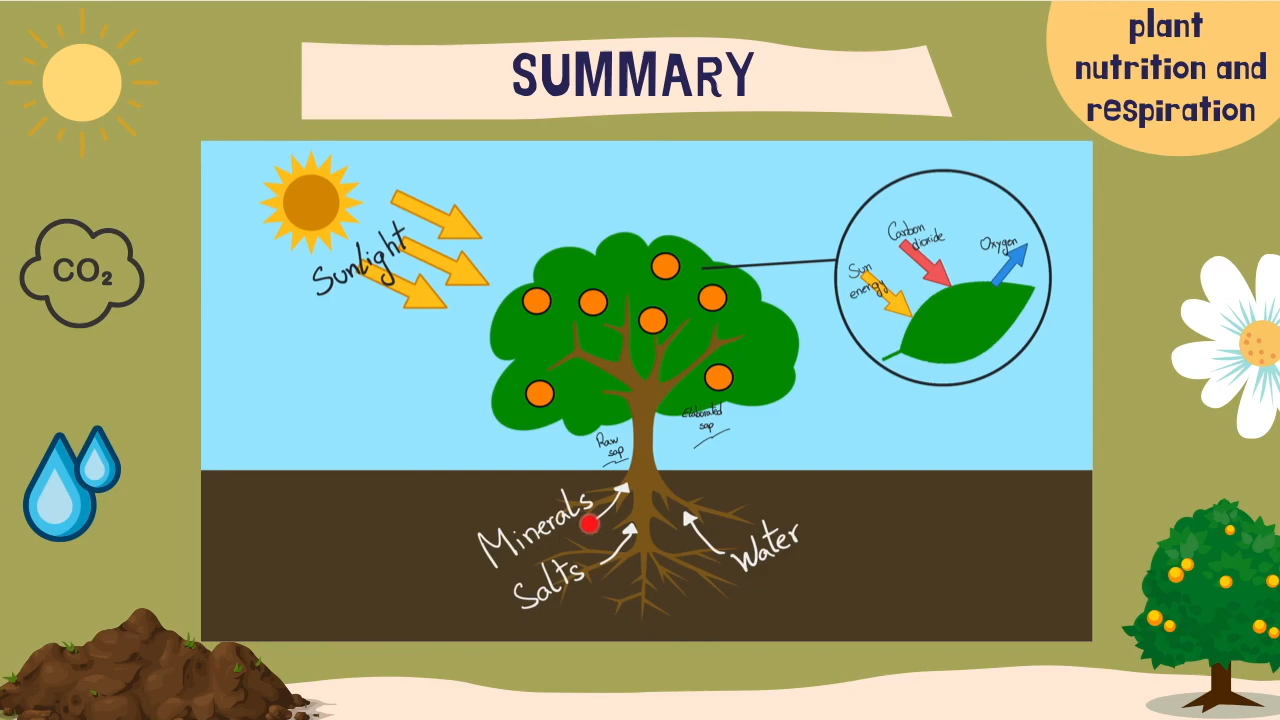 SUMMARY
plant
nutrition and
respiration
CO₂
Sunlight
Carbon
dioxide
Oxygen
Sun
energy
Raw
sap
Elaborated
sap
Minerals
Salts
Water